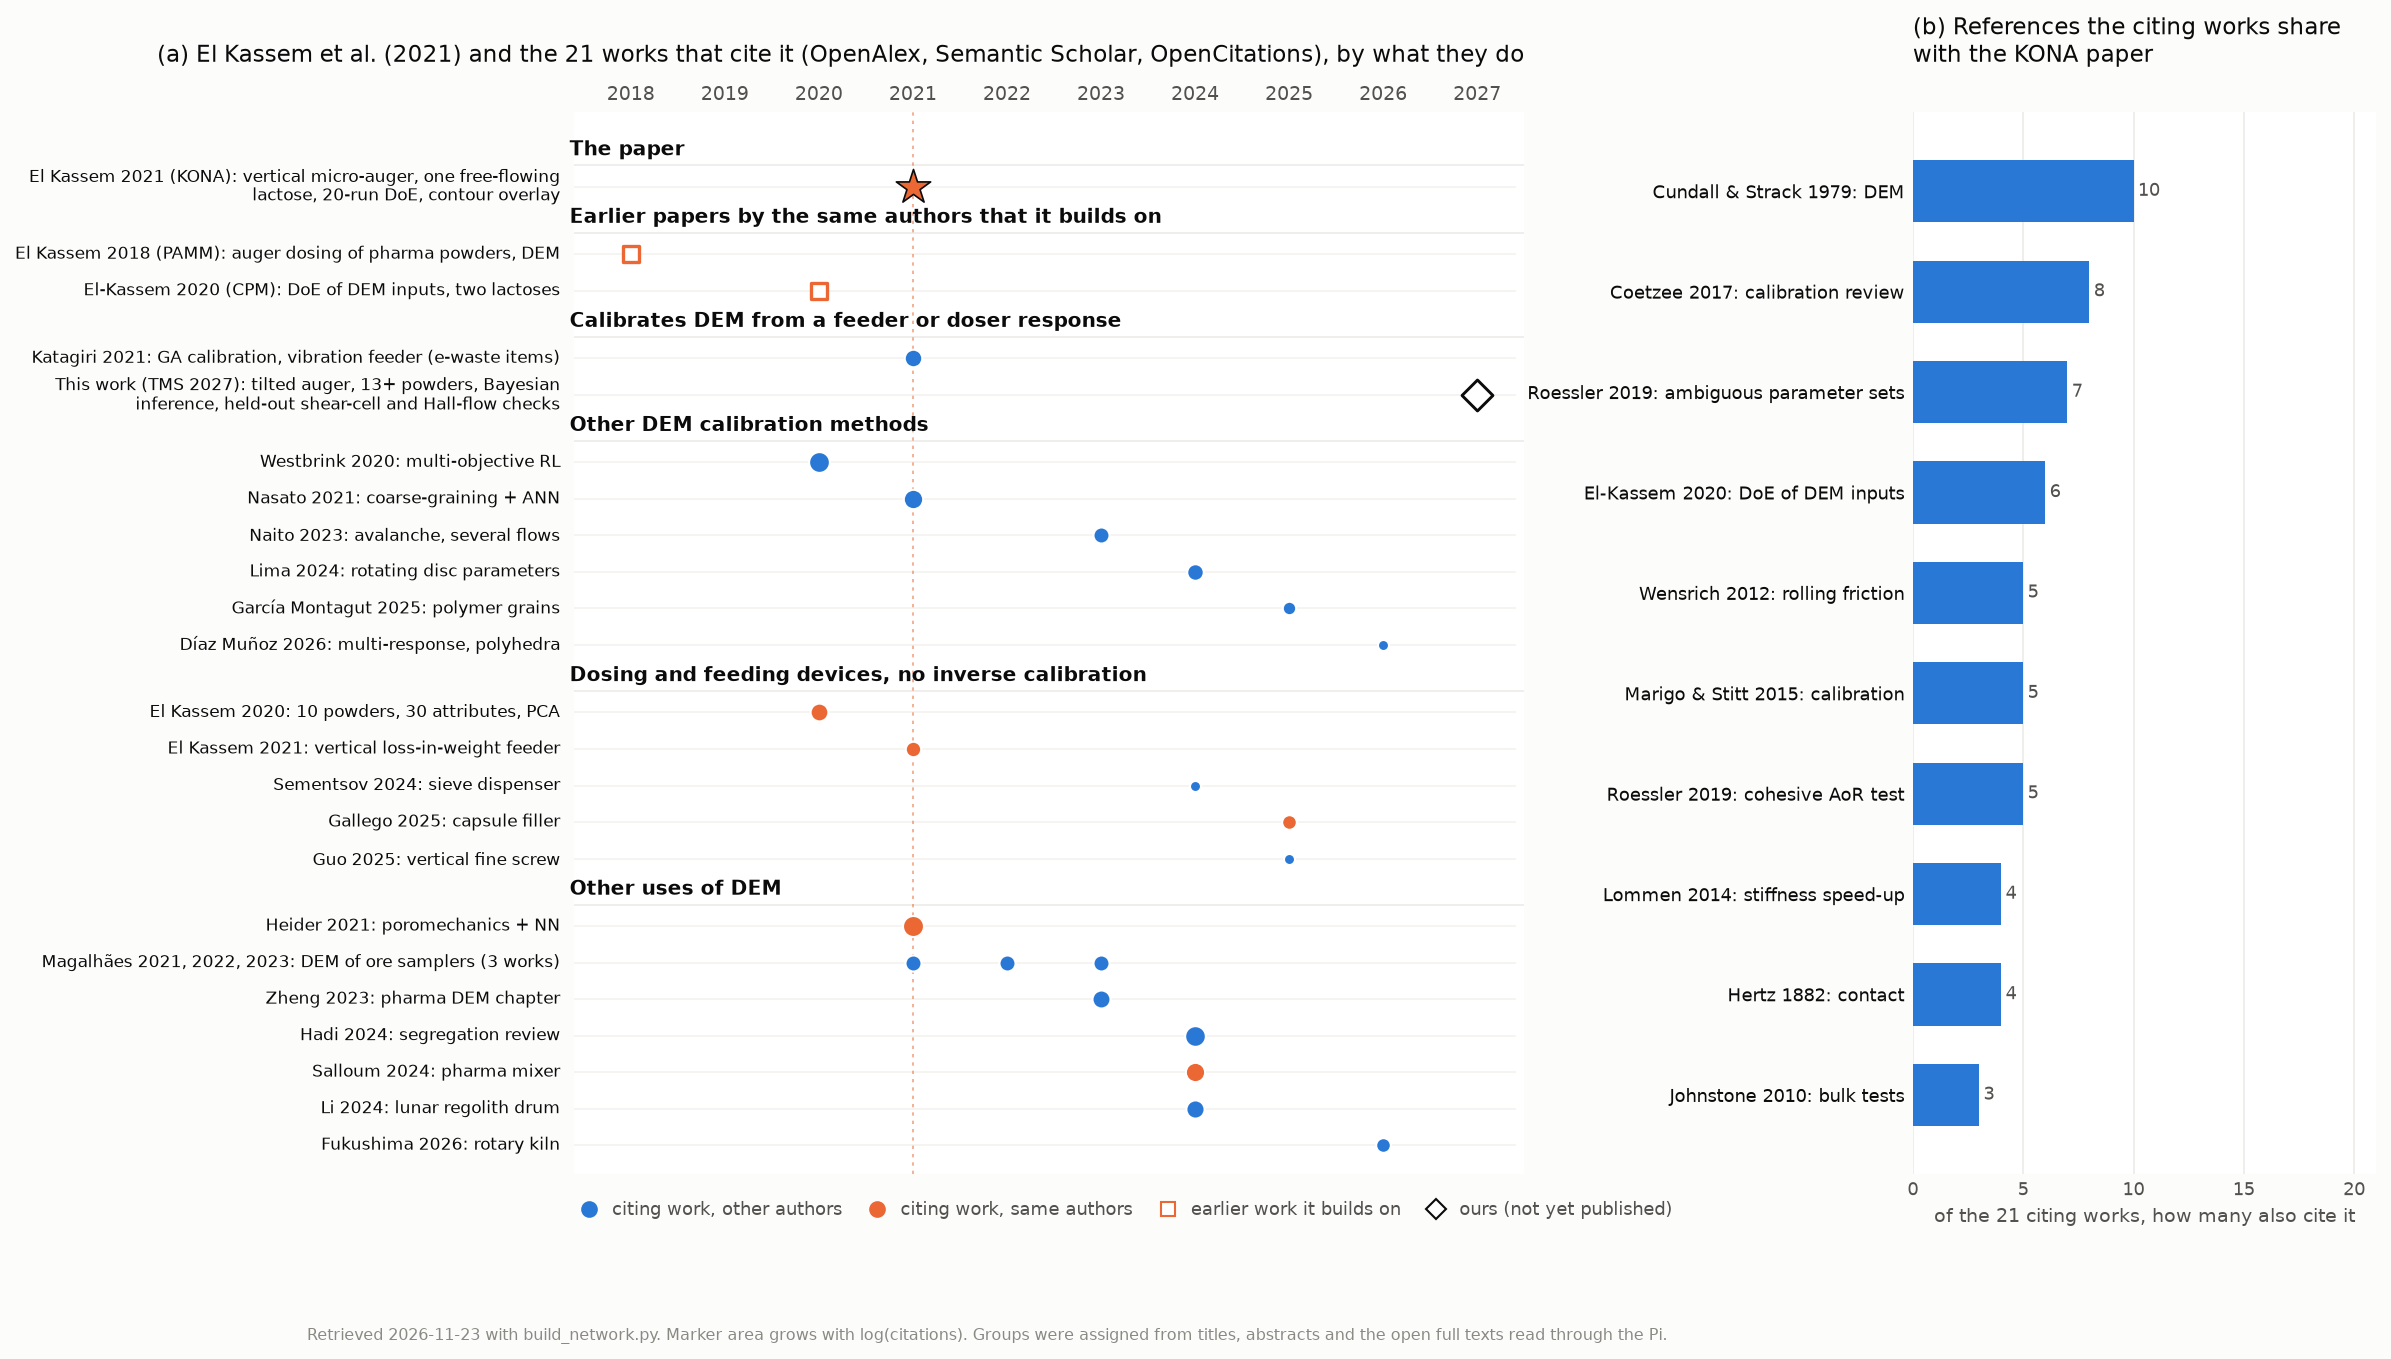 (a) El Kassem et al. (2021) and the 21 works that cite it (OpenAlex, Semantic Scholar, OpenCitations), by what they do
2018 2019 2020 2021 2022 2023 2024 2025 2026 2027
The paper
El Kassem 2021 (KONA): vertical micro-auger, one free-flowing
lactose, 20-run DoE, contour overlay
Earlier papers by the same authors that it builds on
El Kassem 2018 (PAMM): auger dosing of pharma powders, DEM
El-Kassem 2020 (CPM): DoE of DEM inputs, two lactoses
Calibrates DEM from a feeder or doser response
Katagiri 2021: GA calibration, vibration feeder (e-waste items)
This work (TMS 2027): tilted auger, 13+ powders, Bayesian
inference, held-out shear-cell and Hall-flow checks
Other DEM calibration methods
Westbrink 2020: multi-objective RL
Nasato 2021: coarse-graining + ANN
Naito 2023: avalanche, several flows
Lima 2024: rotating disc parameters
García Montagut 2025: polymer grains
Díaz Muñoz 2026: multi-response, polyhedra
Dosing and feeding devices, no inverse calibration
El Kassem 2020: 10 powders, 30 attributes, PCA
El Kassem 2021: vertical loss-in-weight feeder
Sementsov 2024: sieve dispenser
Gallego 2025: capsule filler
Guo 2025: vertical fine screw
Other uses of DEM
Heider 2021: poromechanics + NN
Magalhães 2021, 2022, 2023: DEM of ore samplers (3 works)
Zheng 2023: pharma DEM chapter
Hadi 2024: segregation review
Salloum 2024: pharma mixer
Li 2024: lunar regolith drum
Fukushima 2026: rotary kiln
citing work, other authors
citing work, same authors
earlier work it builds on
ours (not yet published)
(b) References the citing works share
with the KONA paper
Cundall & Strack 1979: DEM 10
Coetzee 2017: calibration review 8
Roessler 2019: ambiguous parameter sets 7
El-Kassem 2020: DoE of DEM inputs 6
Wensrich 2012: rolling friction 5
Marigo & Stitt 2015: calibration 5
Roessler 2019: cohesive AoR test 5
Lommen 2014: stiffness speed-up 4
Hertz 1882: contact 4
Johnstone 2010: bulk tests 3
0 5 10 15 20
of the 21 citing works, how many also cite it
Retrieved 2026-11-23 with build_network.py. Marker area grows with log(citations). Groups were assigned from titles, abstracts and the open full texts read through the Pi.